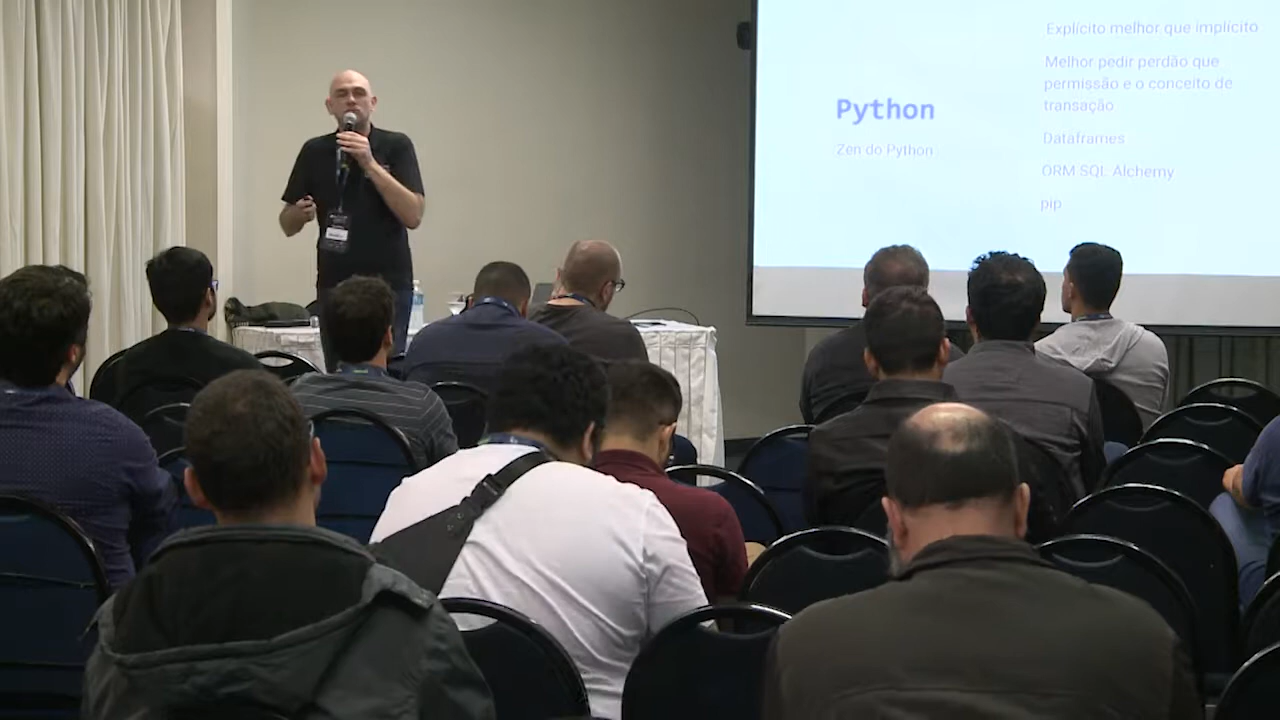 Python
Zen do Python
Explícito melhor que implícito
Melhor pedir perdão que
permissão e o conceito de
transação
Dataframes
ORM SQL Alchemy
pip